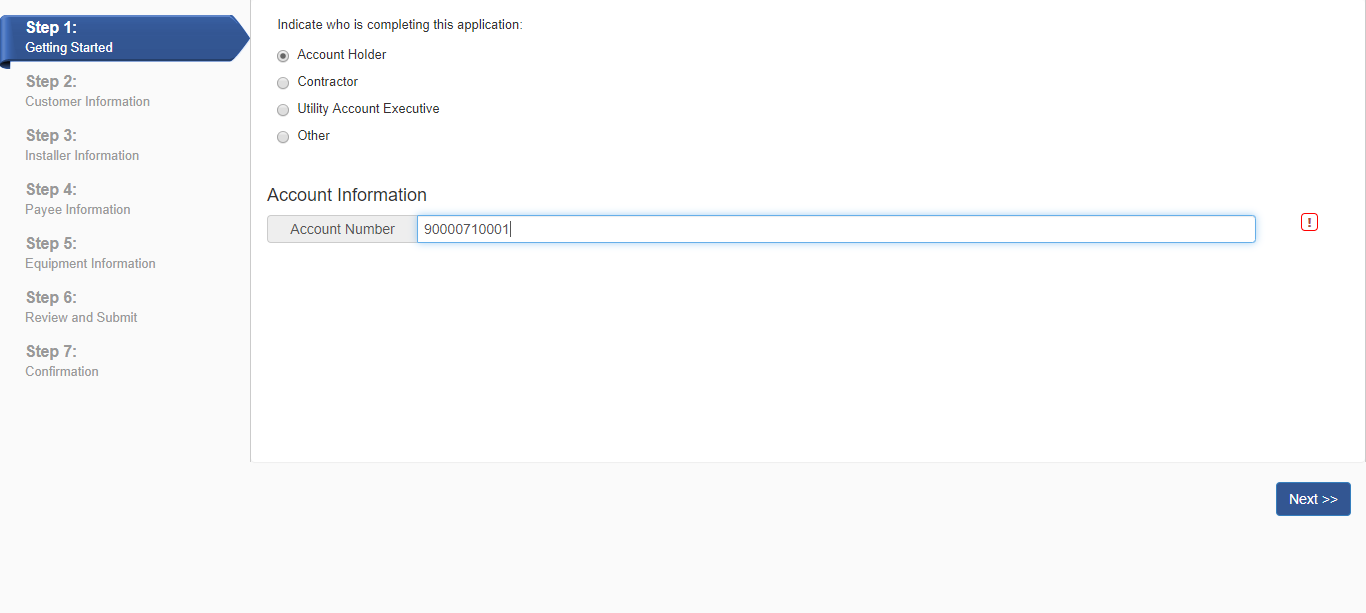 Step 1:
Getting Started
Step 2:
Customer Information
Step 3:
Installer Information
Step 4:
Payee Information
Step 5:
Equipment Information
Step 6:
Review and Submit
Step 7:
Confirmation
Indicate who is completing this application:
Account Holder
Contractor
Utility Account Executive
Other
Account Information
Account Number 90000710001 !
Next >>